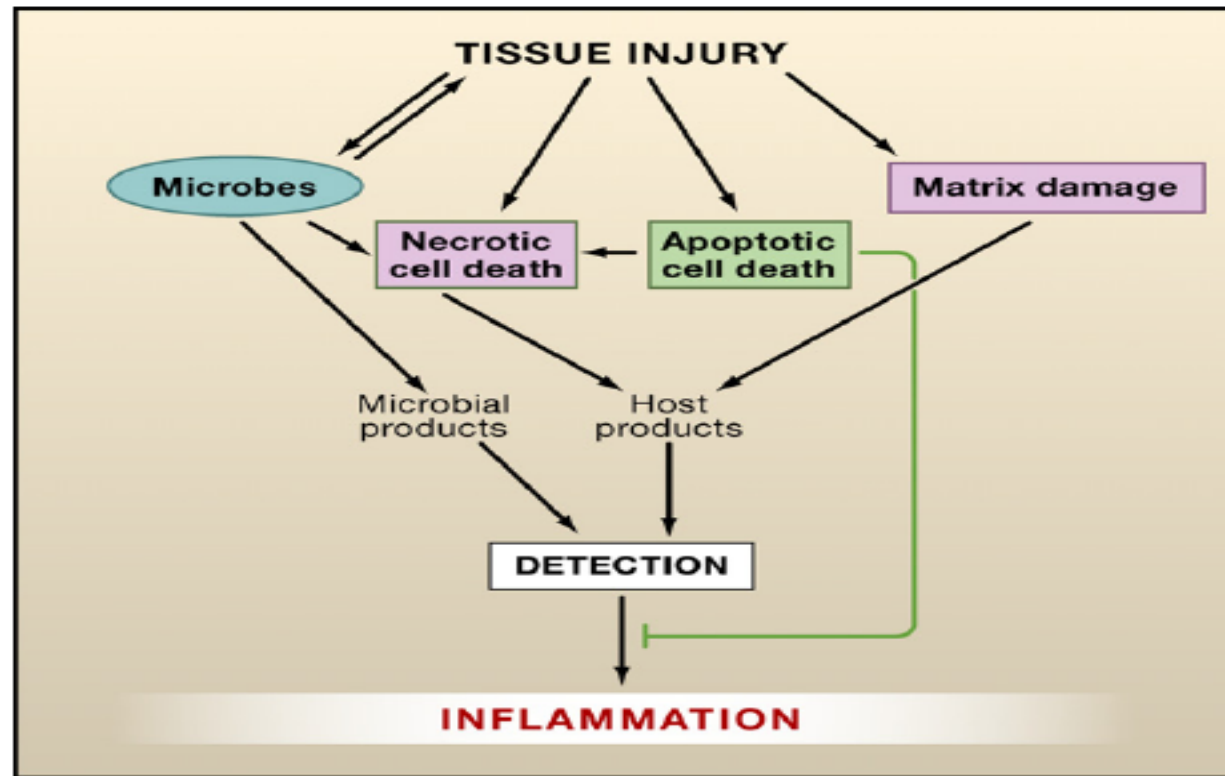 TISSUE INJURY
Microbes
Matrix damage
Necrotic
cell death
Apoptotic
cell death
Microbial
products
Host
products
DETECTION
INFLAMMATION